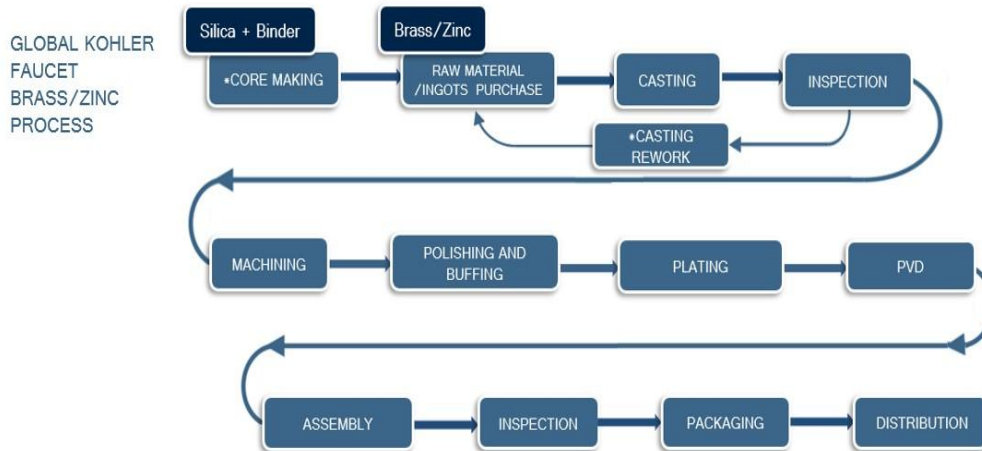 GLOBAL KOHLER
FAUCET
BRASS/ZINC
PROCESS
Silica + Binder
*CORE MAKING
Brass/Zinc
RAW MATERIAL
/INGOTS PURCHASE
CASTING
INSPECTION
*CASTING
REWORK
MACHINING
POLISHING AND
BUFFING
PLATING
PVD
ASSEMBLY
INSPECTION
PACKAGING
DISTRIBUTION